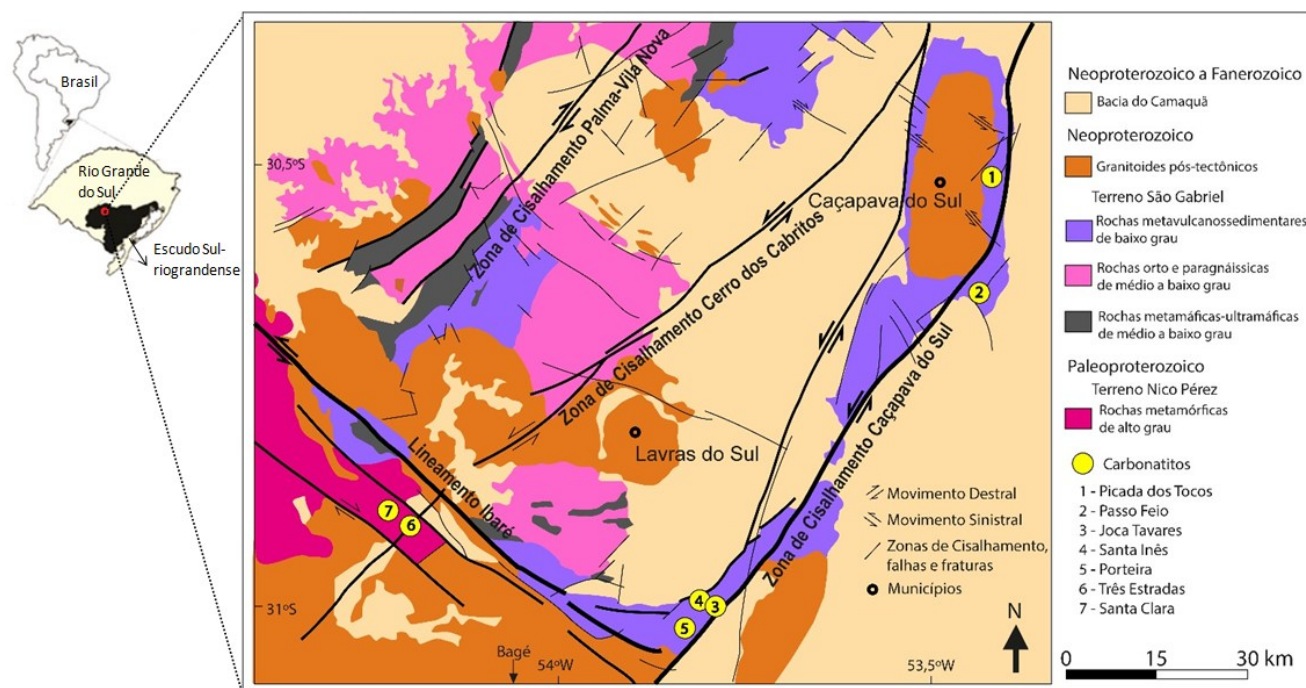 Brasil
Rio Grande
do Sul
Escudo Sul-
riograndense
30,5ºS
31ºS
Bagé
54ºW
53,5ºW
Zona de Cisalhamento Palma-Vila Nova
Zona de Cisalhamento Cerro dos Cabritos
Zona de Cisalhamento Caçapava do Sul
Lineamento Ibaré
Caçapava do Sul
Lavras do Sul
1
2
3
4
5
6
7
Movimento Destral
Movimento Sinistral
Zonas de Cisalhamento,
falhas e fraturas
Municípios
N
Neoproterozoico a Fanerozoico
Bacia do Camaquã
Neoproterozoico
Granitoides pós-tectônicos
Terreno São Gabriel
Rochas metavulcanossedimentares
de baixo grau
Rochas orto e paragnáissicas
de médio a baixo grau
Rochas metamáficas-ultramáficas
de médio a baixo grau
Paleoproterozoico
Terreno Nico Pérez
Rochas metamórficas
de alto grau
Carbonatitos
1 - Picada dos Tocos
2 - Passo Feio
3 - Joca Tavares
4 - Santa Inês
5 - Porteira
6 - Três Estradas
7 - Santa Clara
0 15 30 km